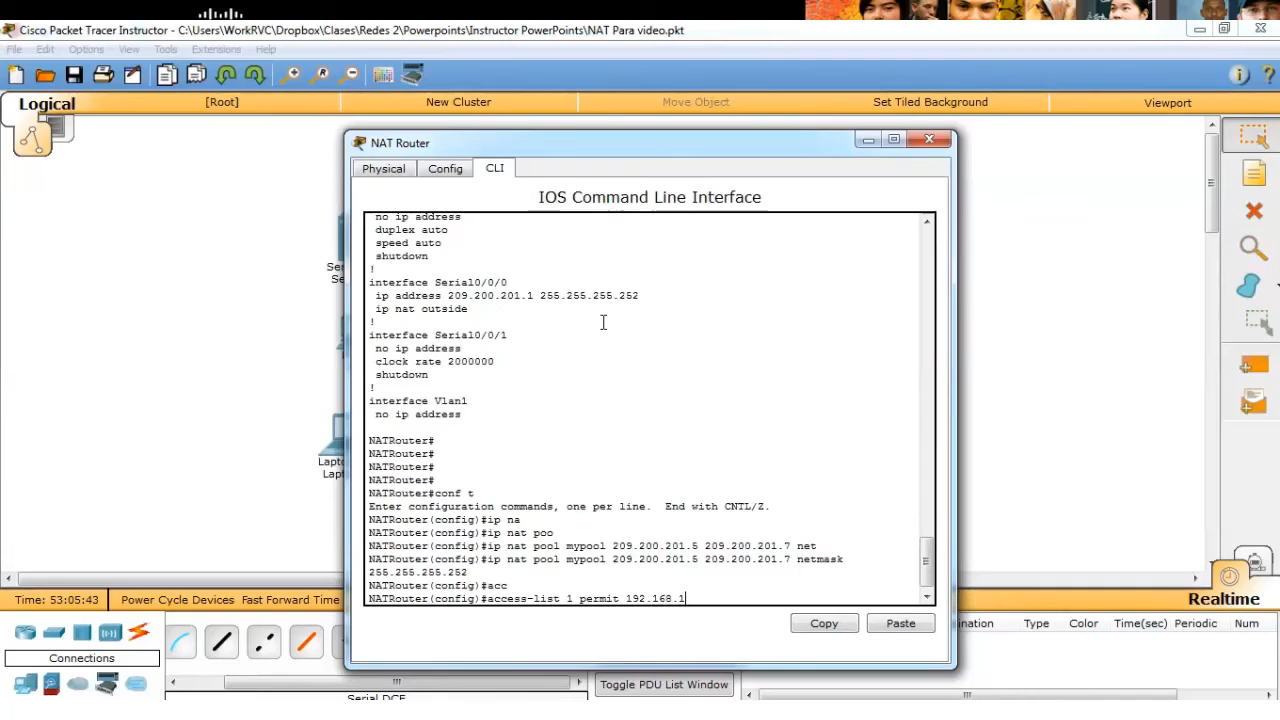 Cisco Packet Tracer Instructor - C:\Users\WorkRVC\Dropbox\Clases\Redes 2\Powerpoints\Instructor PowerPoints\NAT Para video.pkt
File Edit Options View Tools Extensions Help
Logical [Root] New Cluster Move Object Set Tiled Background Viewport
NAT Router
Physical Config CLI
IOS Command Line Interface
no ip address
duplex auto
speed auto
shutdown
!
interface Serial0/0/0
ip address 209.200.201.1 255.255.255.252
ip nat outside
!
interface Serial0/0/1
no ip address
clock rate 2000000
shutdown
!
interface Vlan1
no ip address
NATRouter#
NATRouter#
NATRouter#
NATRouter#
NATRouter#conf t
Enter configuration commands, one per line. End with CNTL/Z.
NATRouter(config)#ip na
NATRouter(config)#ip nat poo
NATRouter(config)#ip nat pool mypool 209.200.201.5 209.200.201.7 net
NATRouter(config)#ip nat pool mypool 209.200.201.5 209.200.201.7 netmask
255.255.255.252
NATRouter(config)#acc
NATRouter(config)#access-list 1 permit 192.168.1
Copy Paste
Ser
Se
Lapto
Lapt
Time: 53:05:43 Power Cycle Devices Fast Forward Time
Realtime
Connections
Serial DCE
Toggle PDU List Window
ination Type Color Time(sec) Periodic Num